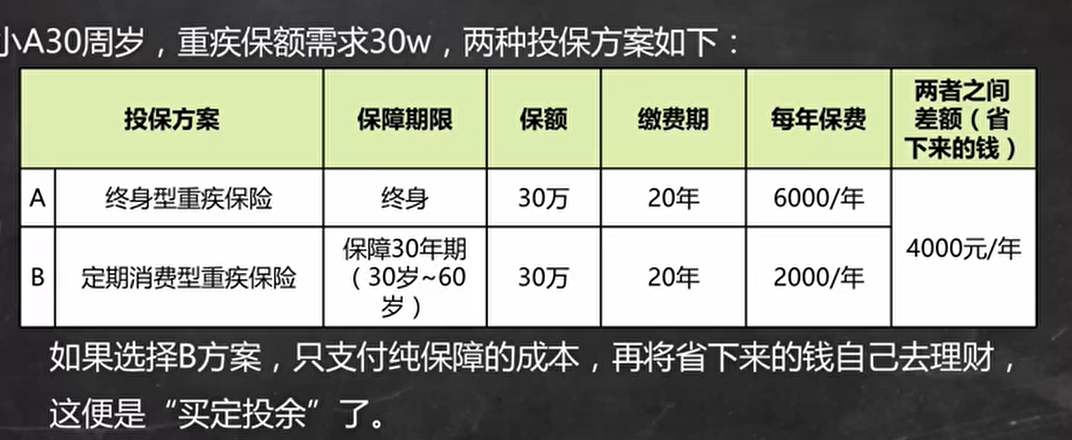 小A30周岁，重疾保额需求30w，两种投保方案如下：
投保方案 保障期限 保额 缴费期 每年保费 两者之间差额（省下来的钱）
A 终身型重疾保险 终身 30万 20年 6000/年 4000元/年
B 定期消费型重疾保险 保障30年期（30岁~60岁） 30万 20年 2000/年
如果选择B方案，只支付纯保障的成本，再将省下来的钱自己去理财，
这便是“买定投余”了。